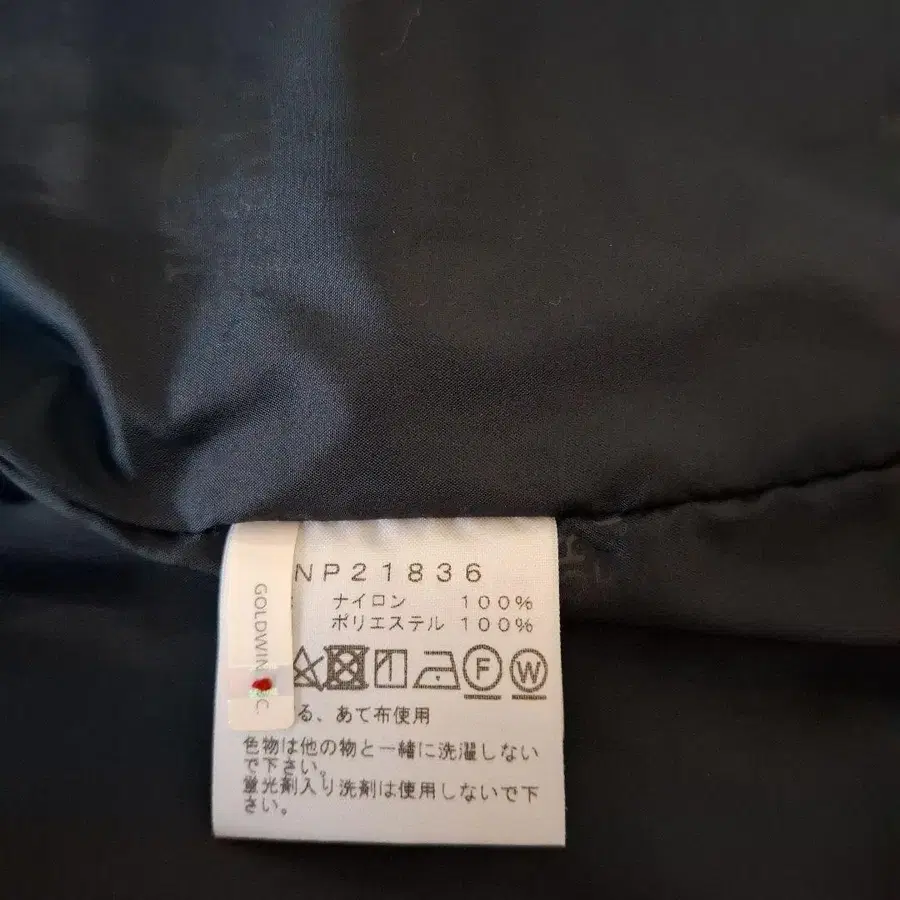 NP21836
ナイロン 100%
ポリエステル 100%
GOLDWIN
C.
る、あて布使用
色物は他の物と一緒に洗濯しない
で下さい。
蛍光剤入り洗剤は使用しないで下
さい。
F
W